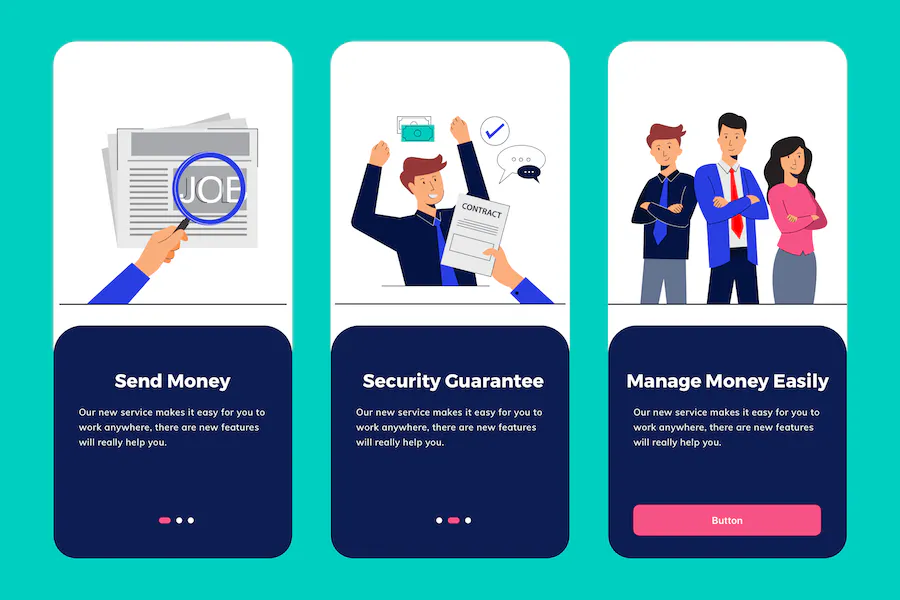 JOB
Send Money
Our new service makes it easy for you to
work anywhere, there are new features
will really help you.
CONTRACT
Security Guarantee
Our new service makes it easy for you to
work anywhere, there are new features
will really help you.
Manage Money Easily
Our new service makes it easy for you to
work anywhere, there are new features
will really help you.
Button